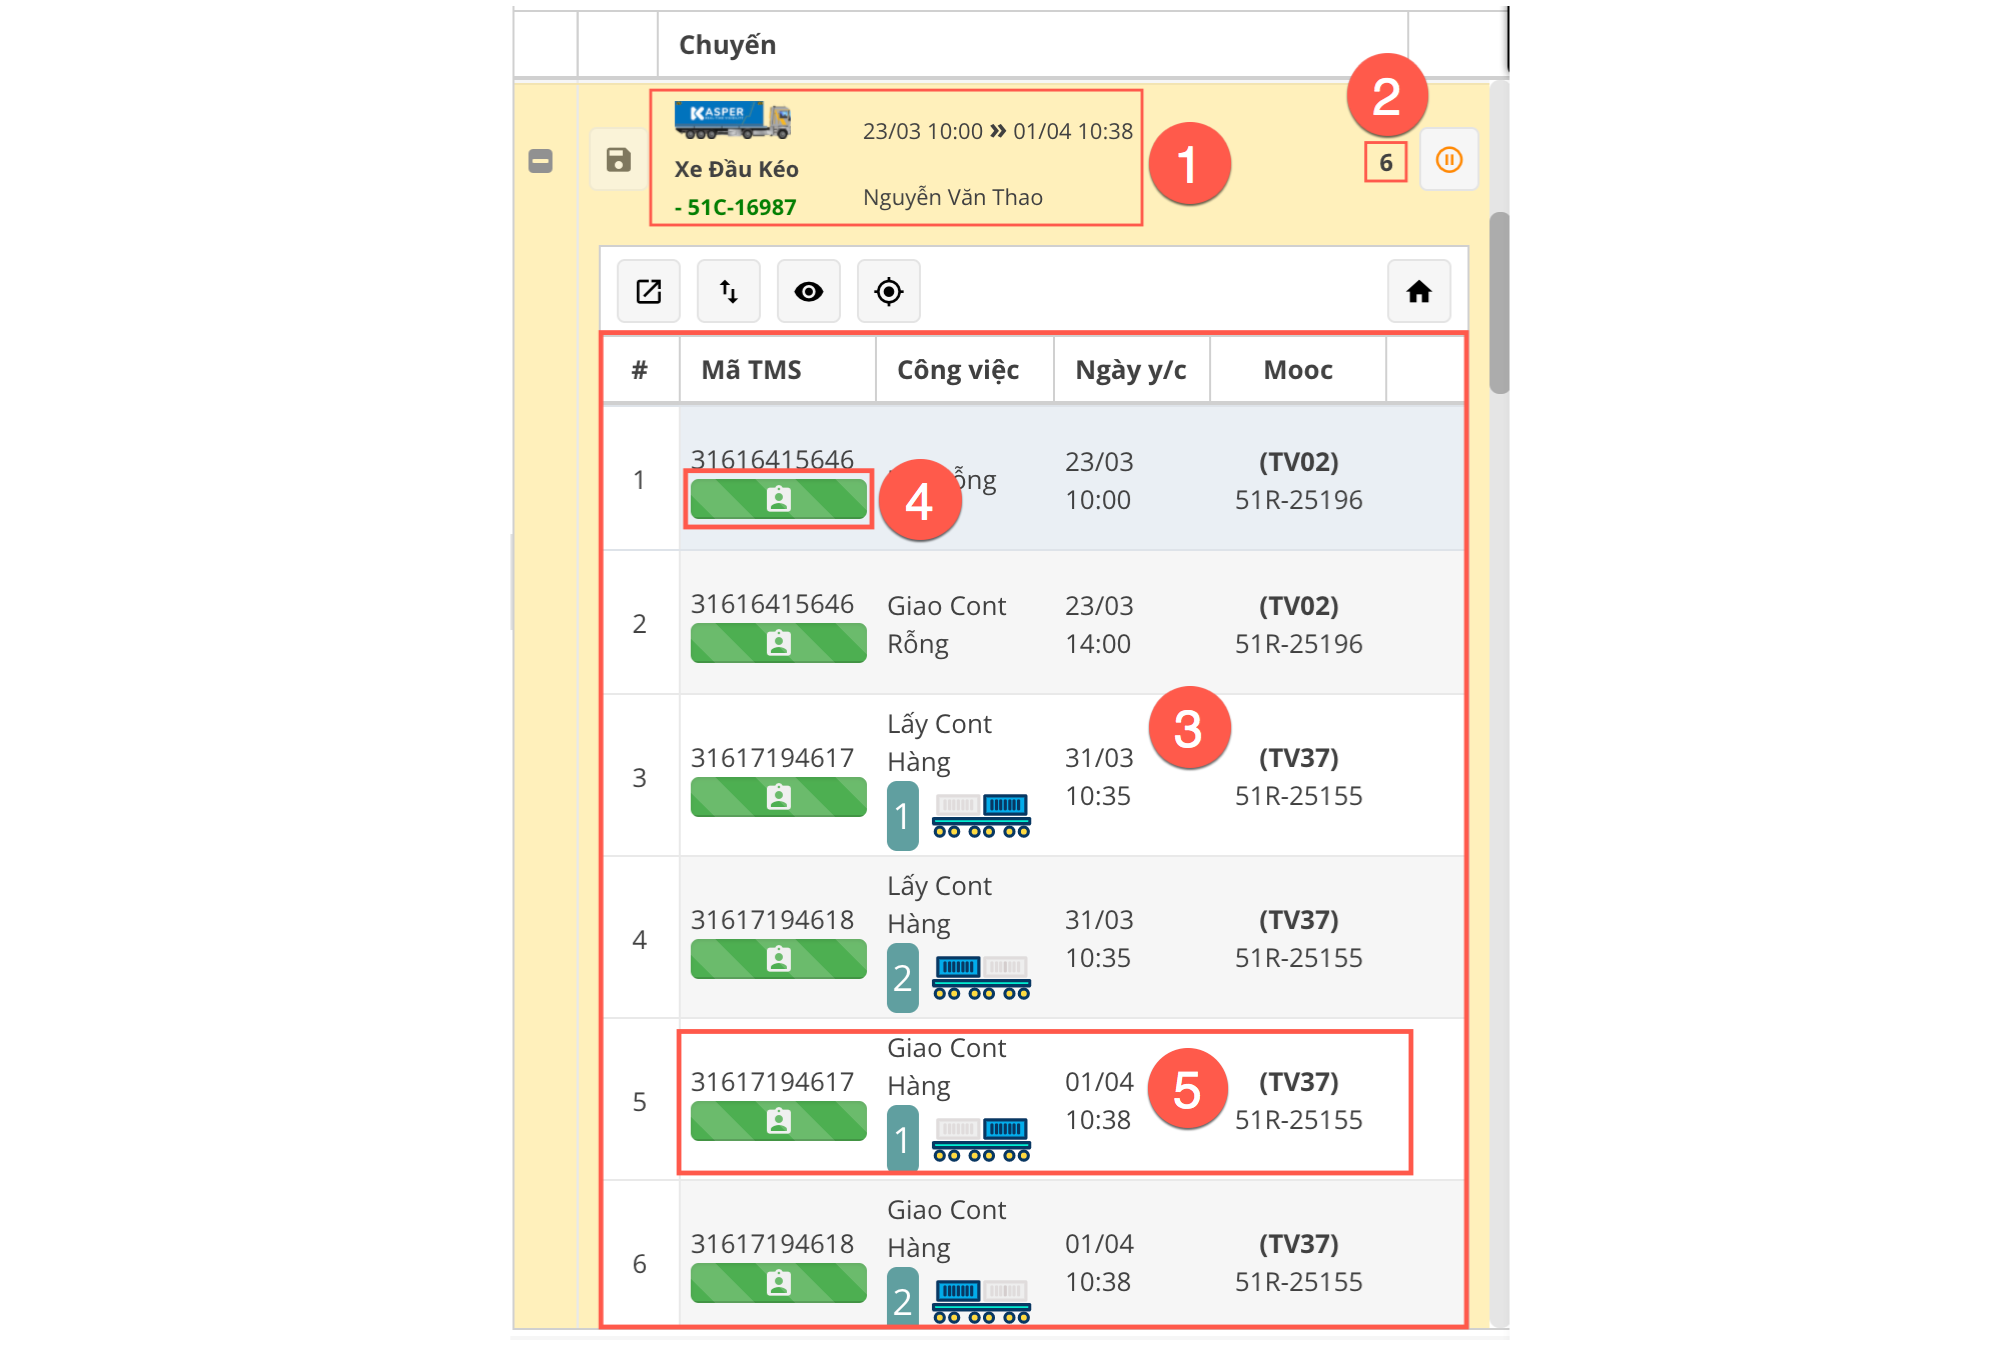 Chuyến
2
KASPER
23/03 10:00 » 01/04 10:38
1
6
Xe Đầu Kéo
- 51C-16987
Nguyễn Văn Thao
# Mã TMS Công việc Ngày y/c Mooc
1
31616415646
4
23/03
10:00
(TV02)
51R-25196
2
31616415646
Giao Cont
Rỗng
23/03
14:00
(TV02)
51R-25196
3
3
31617194617
Lấy Cont
Hàng
1
31/03
10:35
(TV37)
51R-25155
4
31617194618
Lấy Cont
Hàng
2
31/03
10:35
(TV37)
51R-25155
5
31617194617
Giao Cont
Hàng
1
01/04
10:38
5
(TV37)
51R-25155
6
31617194618
Giao Cont
Hàng
2
01/04
10:38
(TV37)
51R-25155